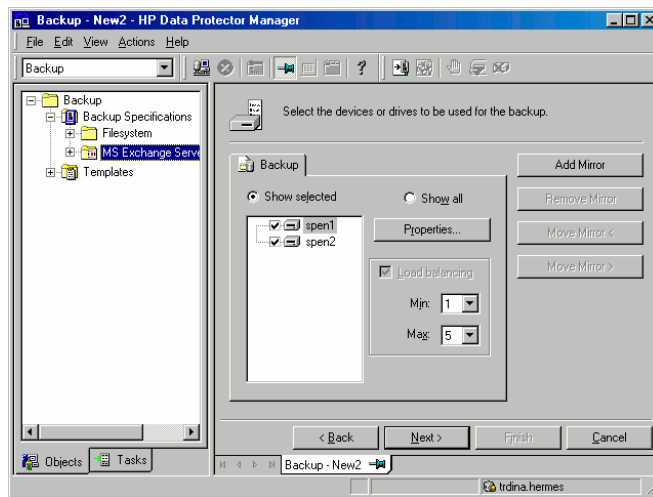 Backup - New2 - HP Data Protector Manager
File Edit View Actions Help
Backup
Backup
Backup Specifications
Filesystem
MS Exchange Serve
Templates
Objects
Tasks
Select the devices or drives to be used for the backup.
Backup
Show selected
Show all
spen1
spen2
Properties...
Load balancing
Min: 1
Max: 5
Add Mirror
Remove Mirror
Move Mirror <
Move Mirror >
< Back
Next >
Finish
Cancel
Backup - New2
trdina.hermes